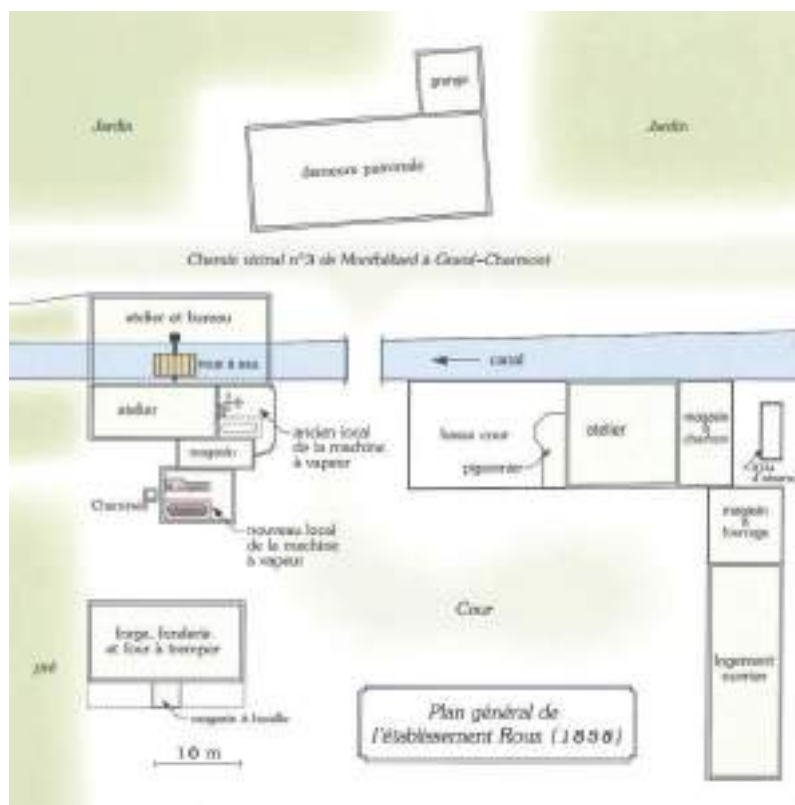 grange
Jardin
Jardin
demeure patronale
Chemin vicinal n°3 de Montbéliard à Grand-Charmont
atelier et bureau
roue à eau
canal
atelier
ancien local
de la machine
à vapeur
magasin
basse cour
pigeonnier
atelier
magasin
à charbon
magasin
à fourrage
Cheminée
nouveau local
de la machine
à vapeur
Cour
forge, fonderie
et four à tremper
logement
ouvrier
pré
magasin à houille
10 m
Plan général de
l'établissement Roux (1856)